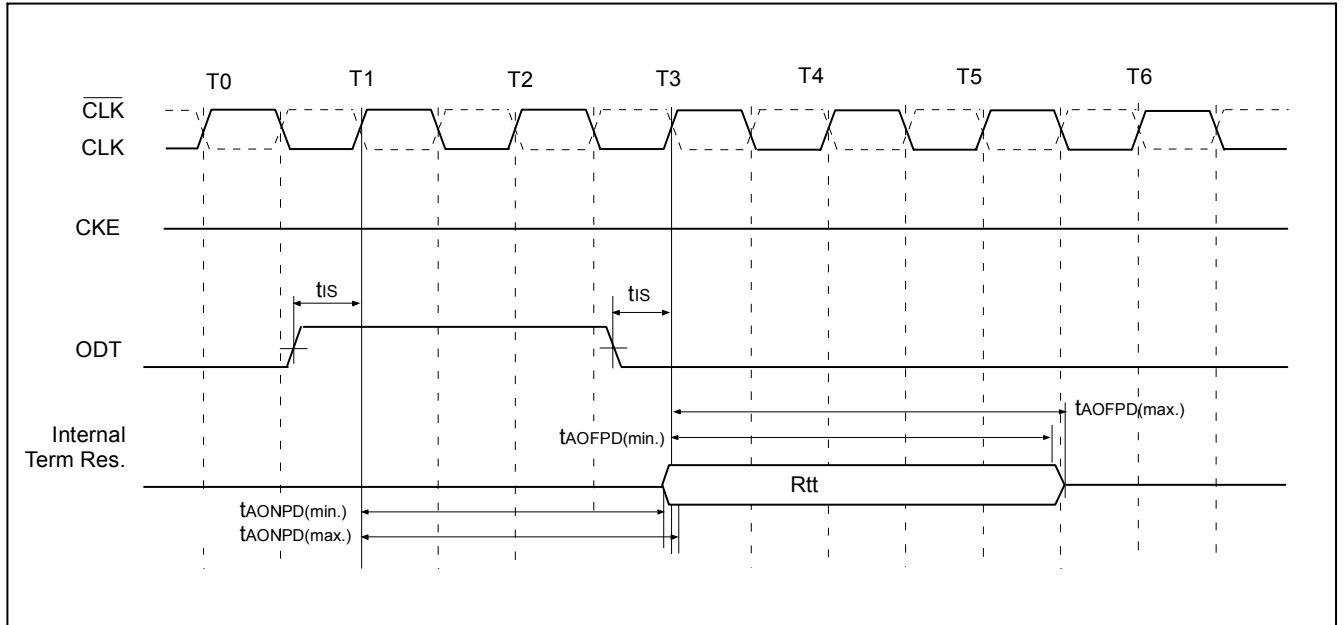 T0 T1 T2 T3 T4 T5 T6
CLK
CLK
CKE
tIS tIS
ODT
tAOFPD(max.)
tAOFPD(min.)
Internal
Term Res.
Rtt
tAONPD(min.)
tAONPD(max.)